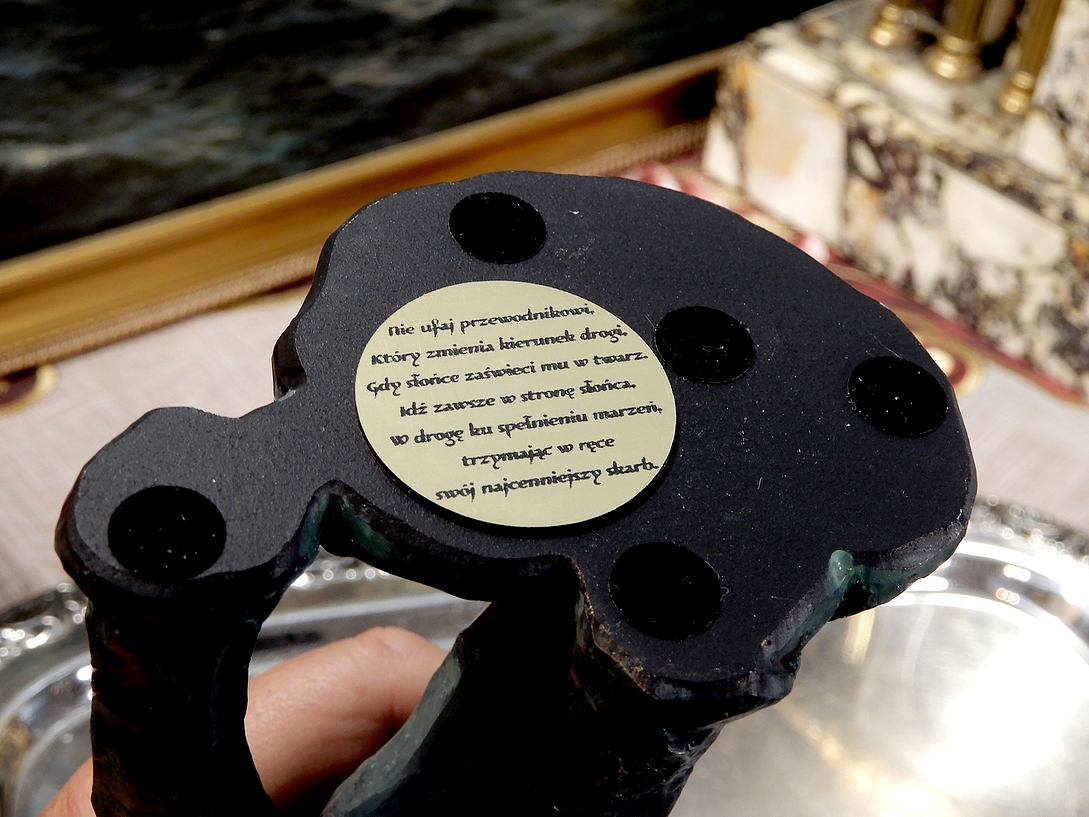 Nie ufaj przewodnikowi,
Który zmienia kierunek drogi,
Gdy słońce zaświeci mu w twarz.
Idź zawsze w stronę słońca,
W drogę ku spełnieniu marzeń,
trzymając w ręce
swój najcenniejszy skarb.